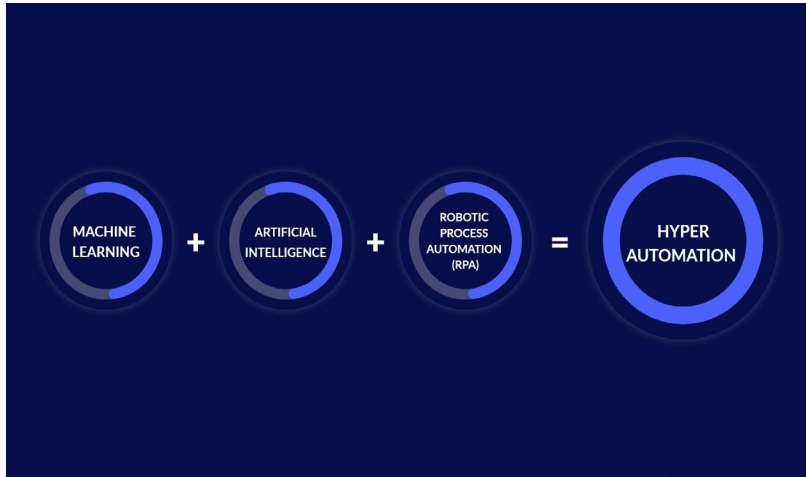 MACHINE
LEARNING
+
ARTIFICIAL
INTELLIGENCE
+
ROBOTIC
PROCESS
AUTOMATION
(RPA)
=
HYPER
AUTOMATION